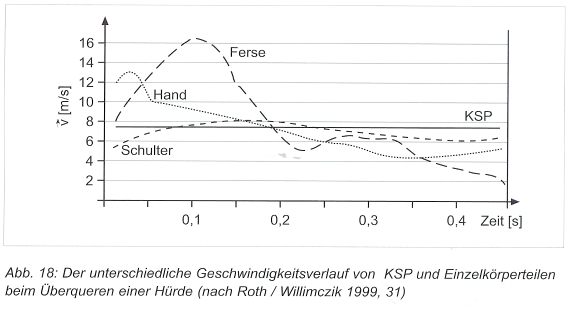 16
14
12
10
8
6
4
2
v [m/s]
Ferse
Hand
KSP
Schulter
0,1
0,2
0,3
0,4
Zeit [s]
Abb. 18: Der unterschiedliche Geschwindigkeitsverlauf von KSP und Einzelkörperteilen
beim Überqueren einer Hürde (nach Roth / Willimczik 1999, 31)